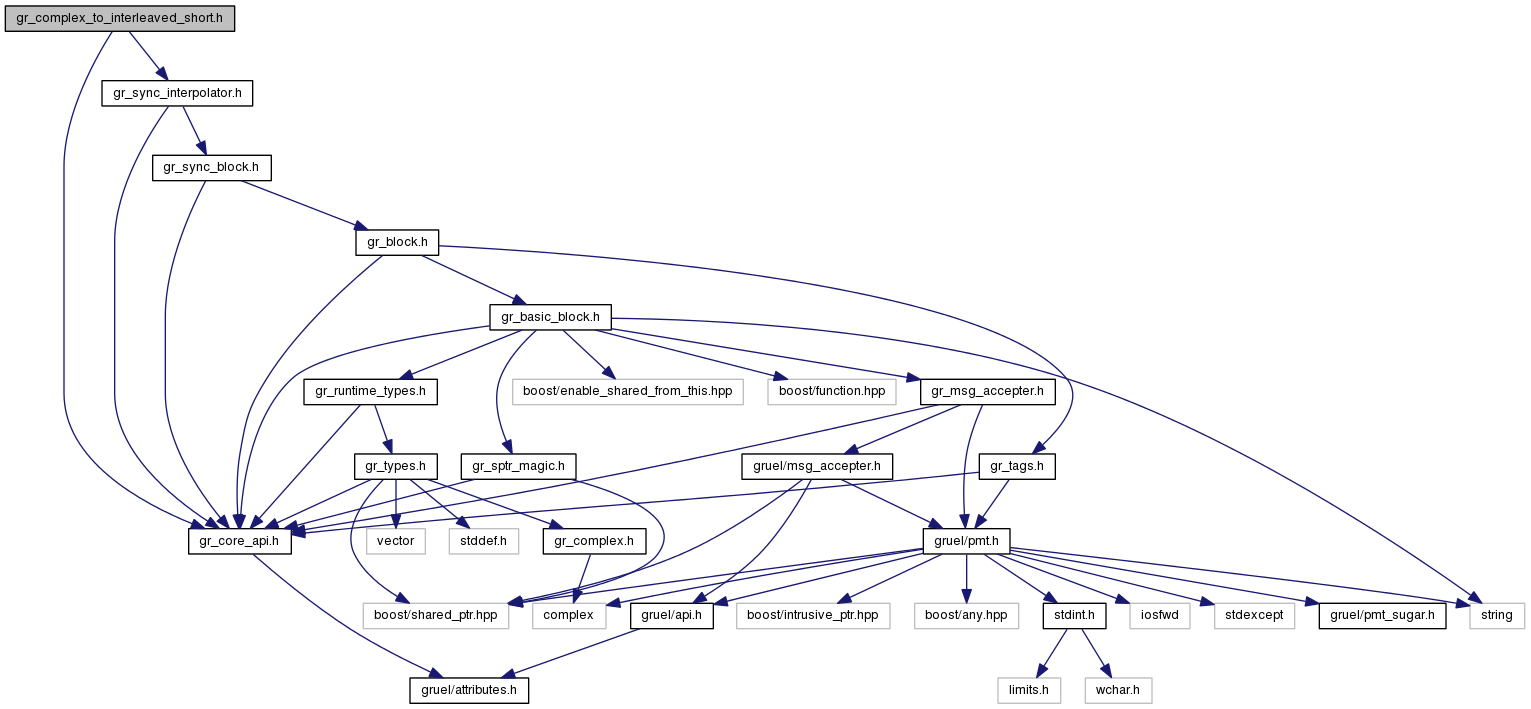 gr_complex_to_interleaved_short.h
gr_sync_interpolator.h
gr_sync_block.h
gr_block.h
gr_basic_block.h
gr_runtime_types.h
boost/enable_shared_from_this.hpp
boost/function.hpp
gr_msg_accepter.h
gr_types.h
gr_sptr_magic.h
gruel/msg_accepter.h
gr_tags.h
gr_core_api.h
vector
stddef.h
gr_complex.h
gruel/pmt.h
boost/shared_ptr.hpp
complex
gruel/api.h
boost/intrusive_ptr.hpp
boost/any.hpp
stdint.h
iosfwd
stdexcept
gruel/pmt_sugar.h
string
gruel/attributes.h
limits.h
wchar.h